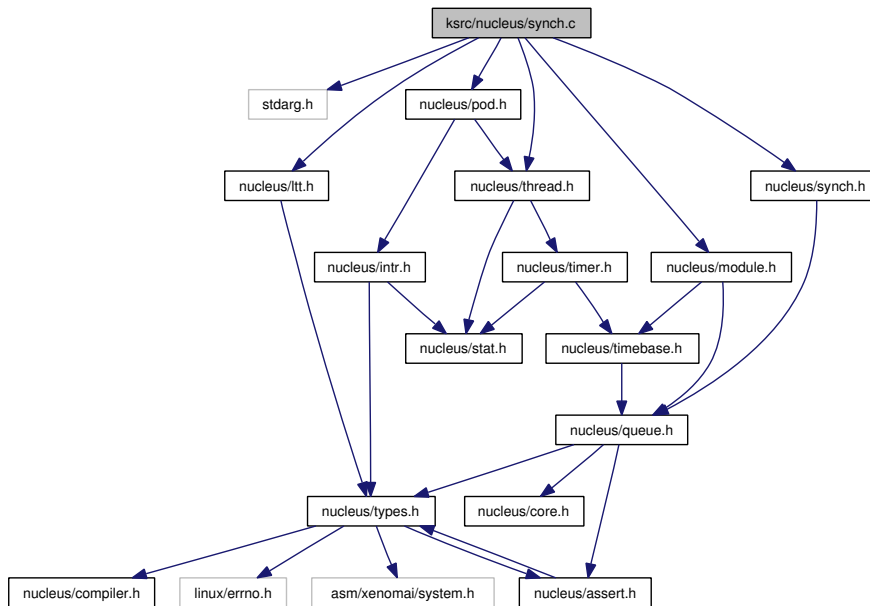 ksrc/nucleus/synch.c
stdarg.h
nucleus/pod.h
nucleus/ltt.h
nucleus/thread.h
nucleus/synch.h
nucleus/intr.h
nucleus/timer.h
nucleus/module.h
nucleus/stat.h
nucleus/timebase.h
nucleus/queue.h
nucleus/types.h
nucleus/core.h
nucleus/compiler.h
linux/errno.h
asm/xenomai/system.h
nucleus/assert.h